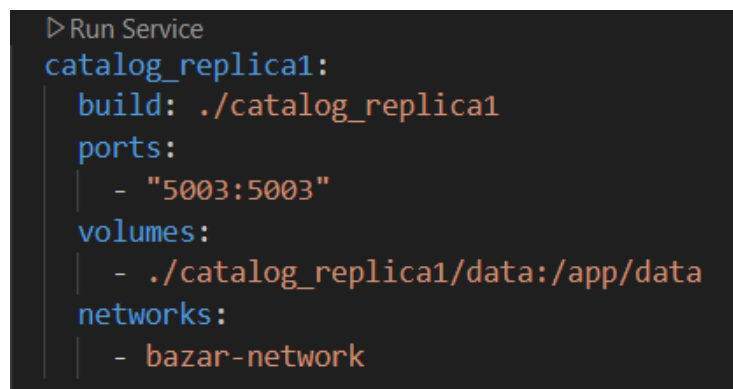 ▷ Run Service
catalog_replica1:
  build: ./catalog_replica1
  ports:
    - "5003:5003"
  volumes:
    - ./catalog_replica1/data:/app/data
  networks:
    - bazar-network